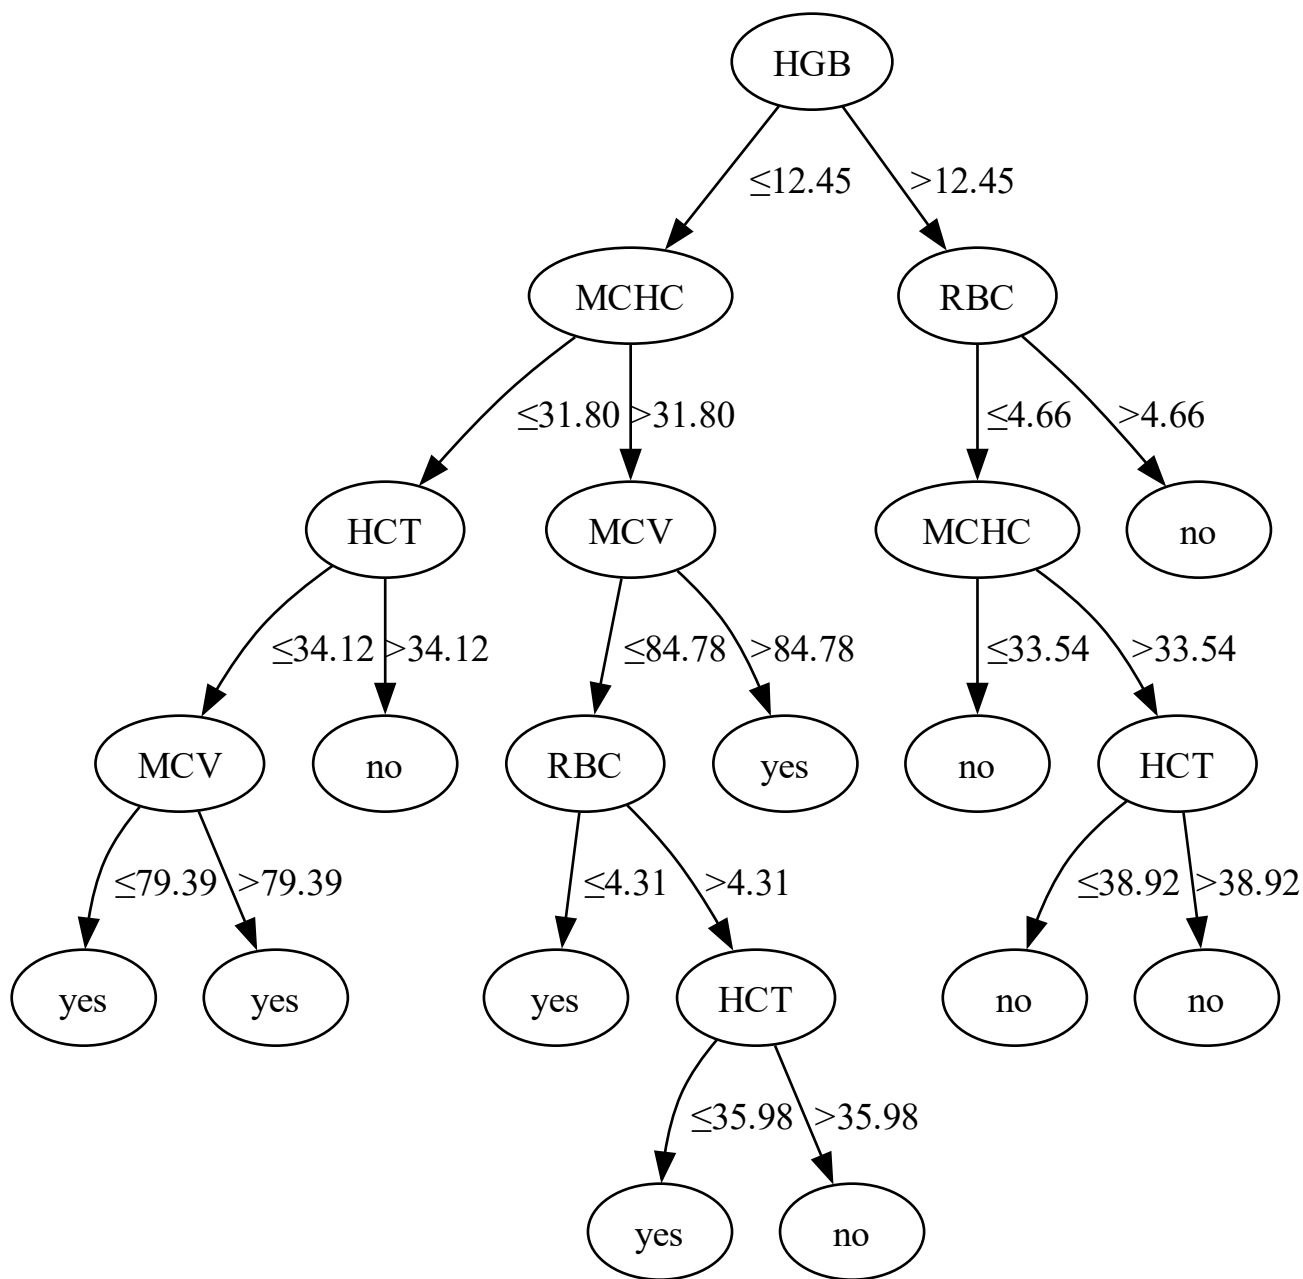 HGB
≤12.45 >12.45
MCHC RBC
≤31.80 >31.80 ≤4.66 >4.66
HCT MCV MCHC no
≤34.12 >34.12 ≤84.78 >84.78 ≤33.54 >33.54
MCV no RBC yes no HCT
≤79.39 >79.39 ≤4.31 >4.31 ≤38.92 >38.92
yes yes yes HCT no no
≤35.98 >35.98
yes no